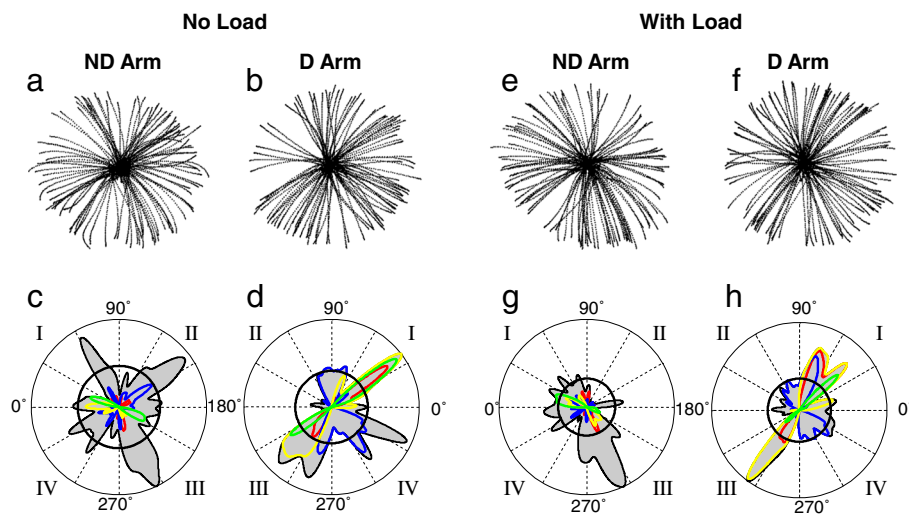 No Load With Load
ND Arm D Arm ND Arm D Arm
a b e f
c d g h
90˚ 90˚ 90˚ 90˚
I II II I I II II I
0˚ 180˚ 0˚ 0˚ 180˚ 0
IV III III IV IV III III IV
270˚ 270˚ 270˚ 270˚